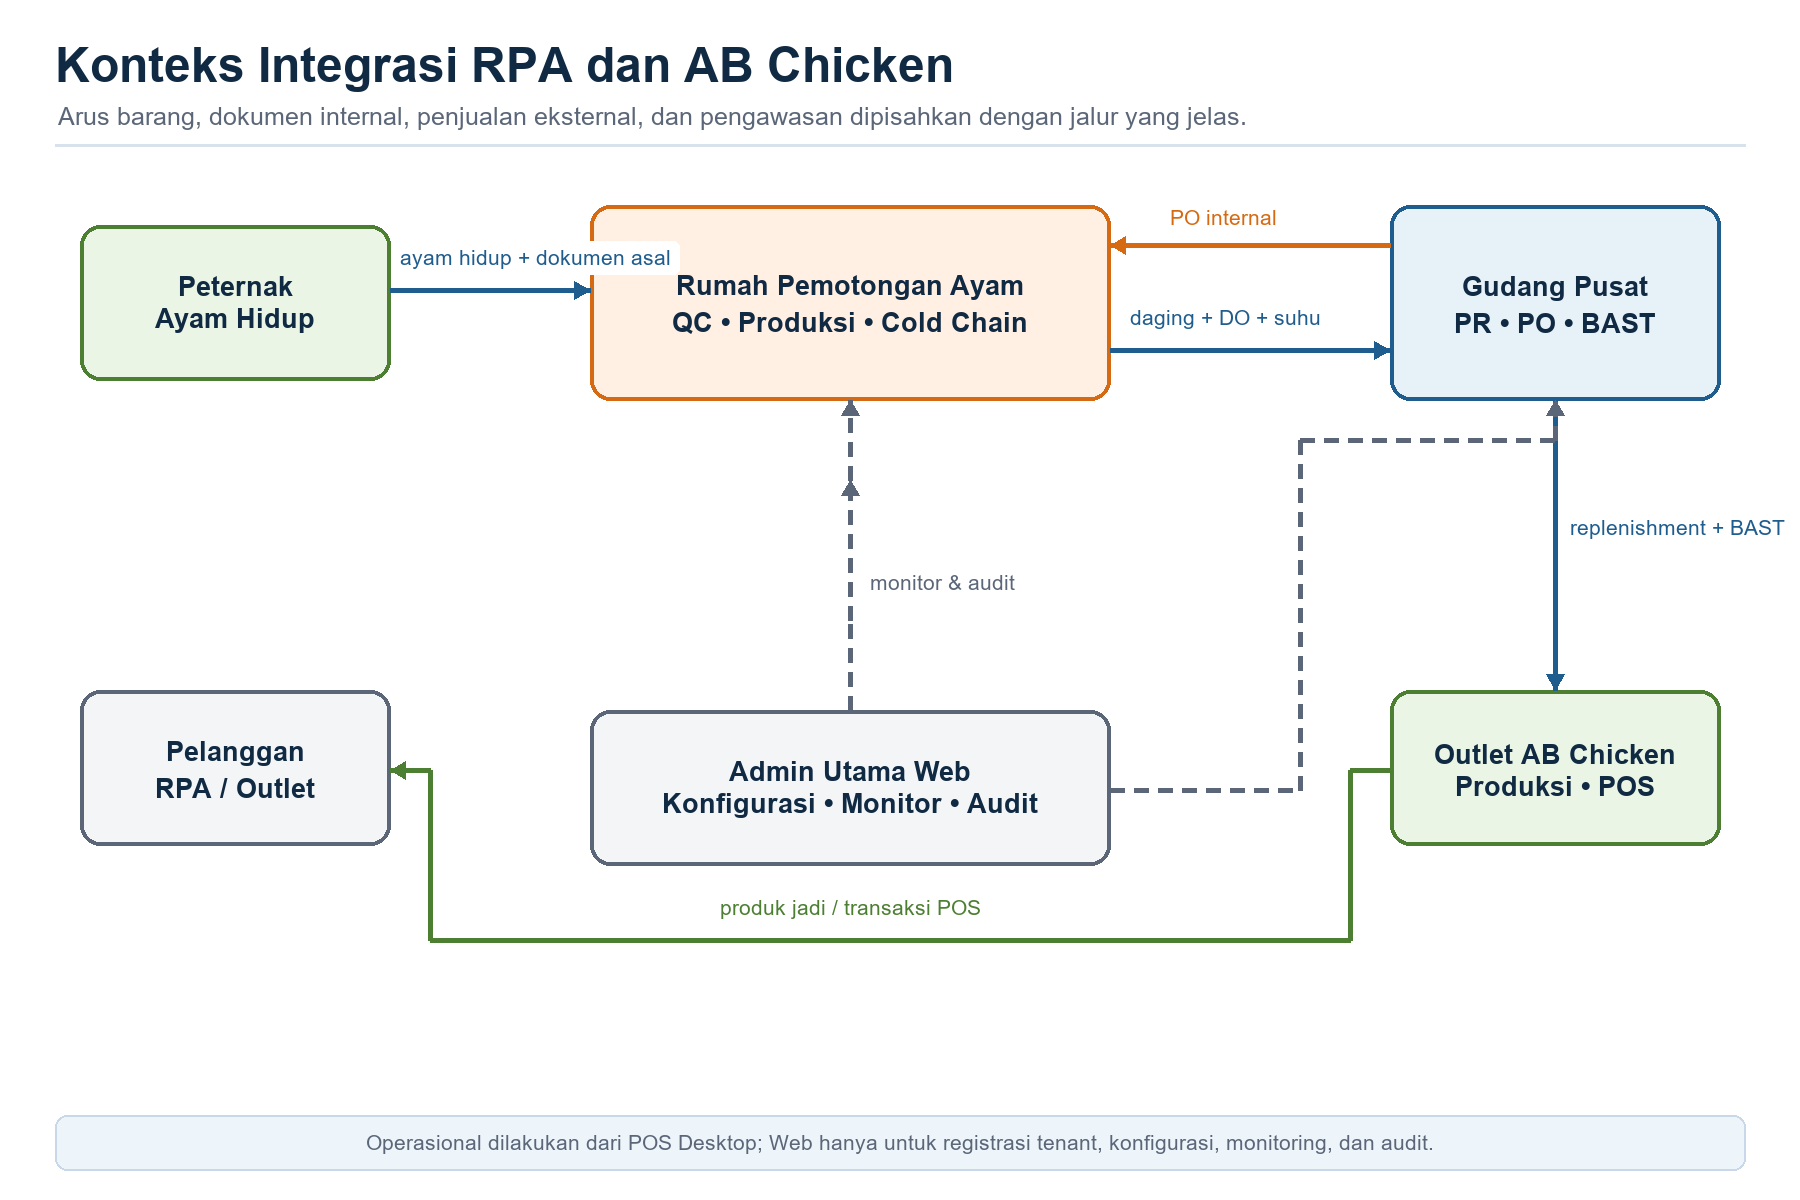 Konteks Integrasi RPA dan AB Chicken
Arus barang, dokumen internal, penjualan eksternal, dan pengawasan dipisahkan dengan jalur yang jelas.
Peternak
Ayam Hidup
ayam hidup + dokumen asal
Rumah Pemotongan Ayam
QC • Produksi • Cold Chain
PO internal
daging + DO + suhu
Gudang Pusat
PR • PO • BAST
monitor & audit
replenishment + BAST
Pelanggan
RPA / Outlet
Admin Utama Web
Konfigurasi • Monitor • Audit
Outlet AB Chicken
Produksi • POS
produk jadi / transaksi POS
Operasional dilakukan dari POS Desktop; Web hanya untuk registrasi tenant, konfigurasi, monitoring, dan audit.